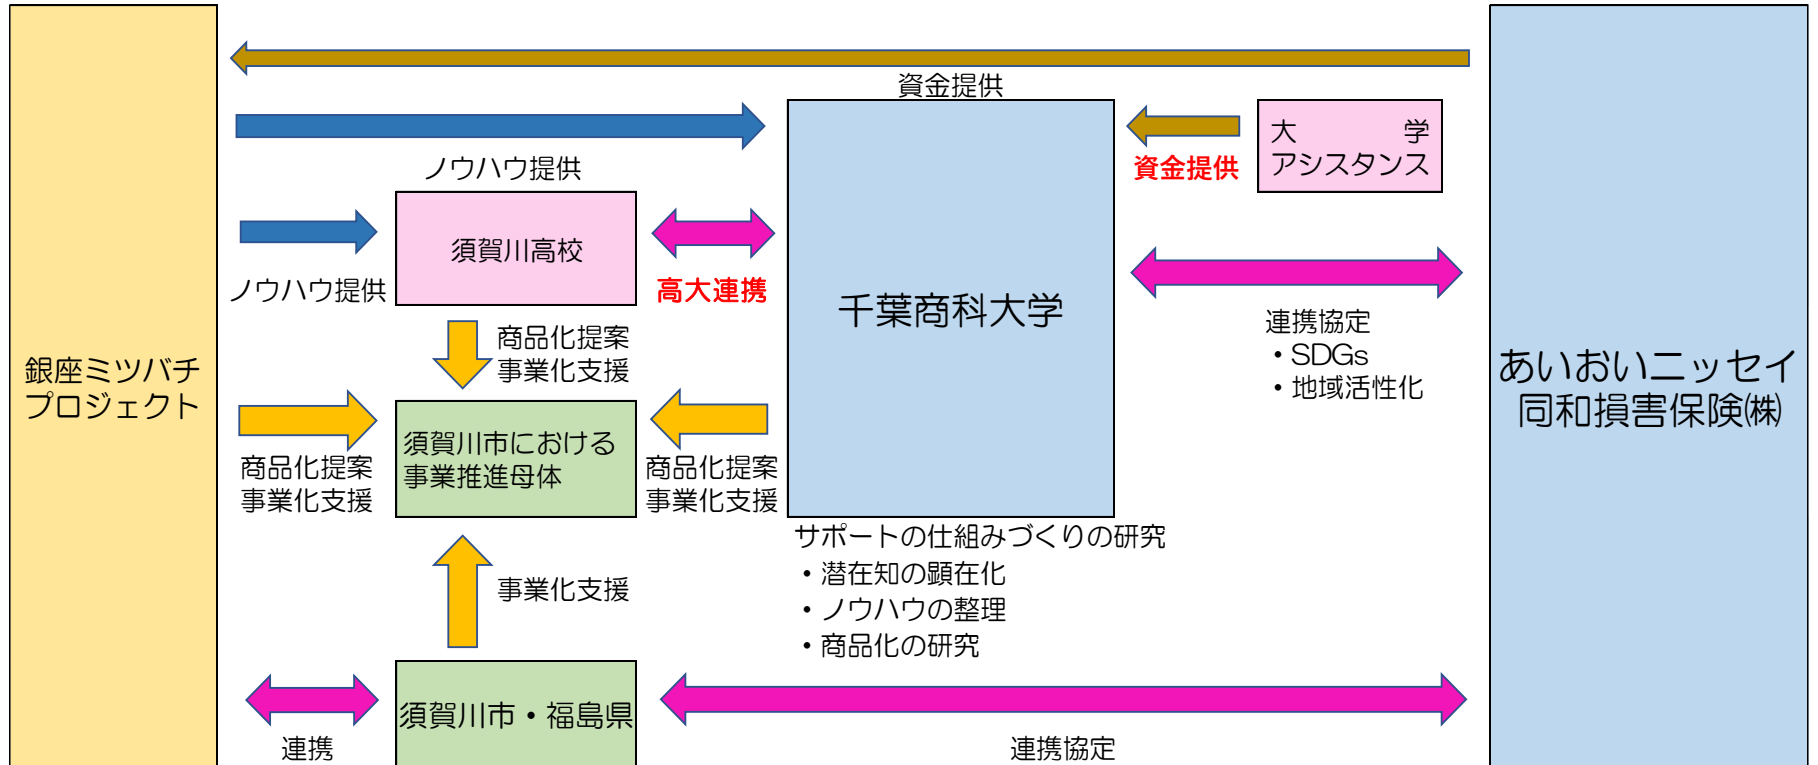 資金提供
大学
アシスタンス
ノウハウ提供
資金提供
須賀川高校
ノウハウ提供
高大連携
千葉商科大学
連携協定
・SDGs
・地域活性化
商品化提案
事業化支援
銀座ミツバチ
プロジェクト
あいおいニッセイ
同和損害保険㈱
須賀川市における
事業推進母体
商品化提案
事業化支援
商品化提案
事業化支援
サポートの仕組みづくりの研究
・潜在知の顕在化
・ノウハウの整理
・商品化の研究
事業化支援
須賀川市・福島県
連携
連携協定